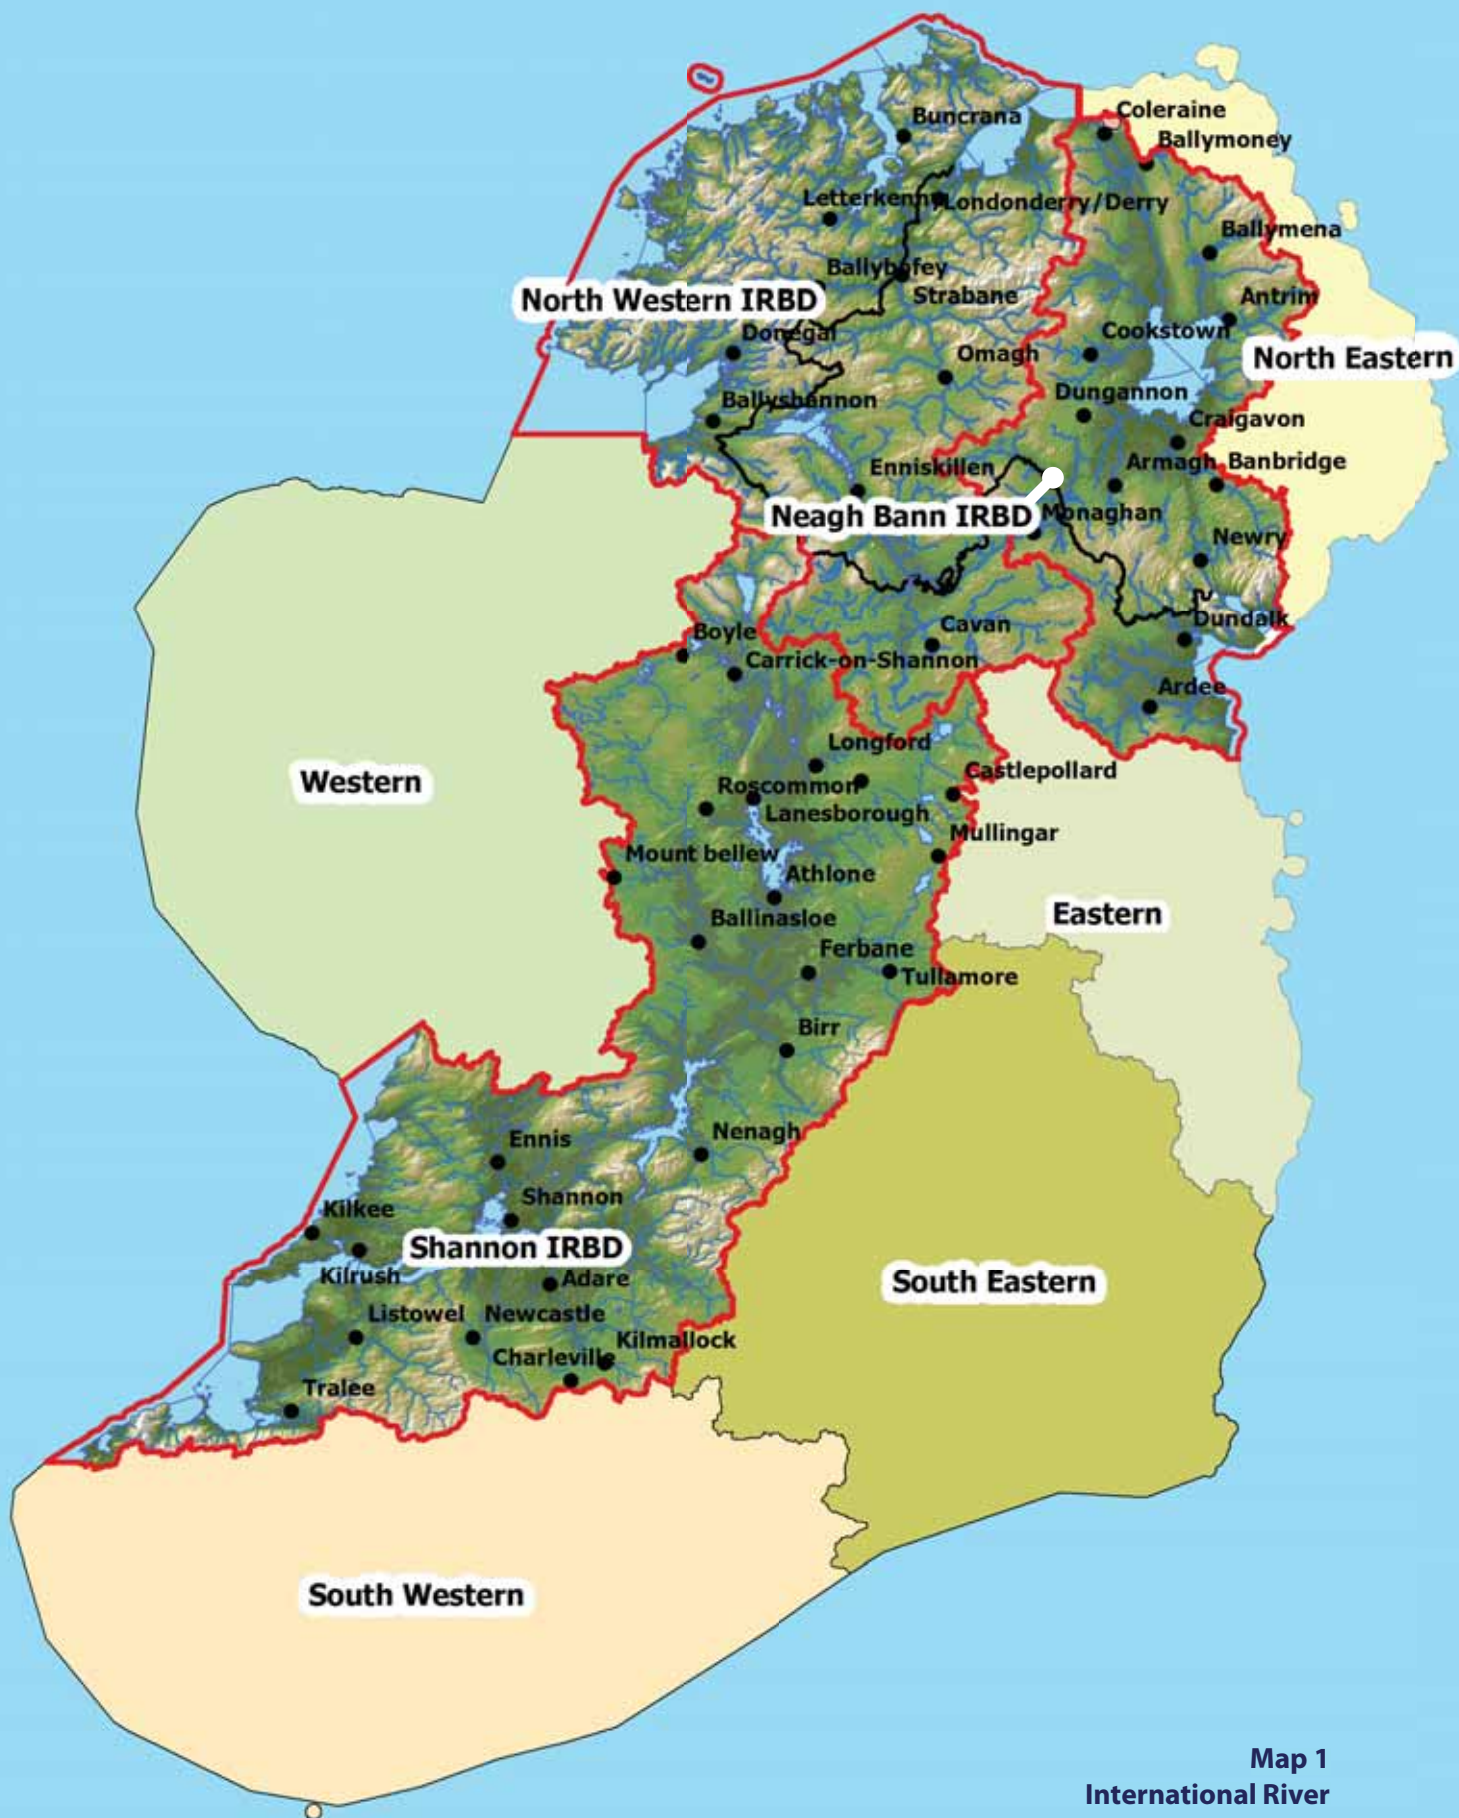 Coleraine
Buncrana
Ballymoney
Letterkenny
Londonderry/Derry
Ballymena
Ballybofey
Strabane
Antrim
North Western IRBD
Donegal
Cookstown
Omagh
North Eastern
Dungannon
Ballyshannon
Craigavon
Enniskillen
Armagh
Banbridge
Neagh Bann IRBD
Monaghan
Newry
Dundalk
Cavan
Boyle
Carrick-on-Shannon
Ardee
Longford
Castlepollard
Western
Roscommon
Lanesborough
Mullingar
Mount bellew
Athlone
Eastern
Ballinasloe
Ferbane
Tullamore
Birr
Nenagh
Ennis
Shannon
Kilkee
Shannon IRBD
Kilrush
Adare
South Eastern
Listowel
Newcastle
Kilmallock
Charleville
Tralee
South Western
Map 1
International River